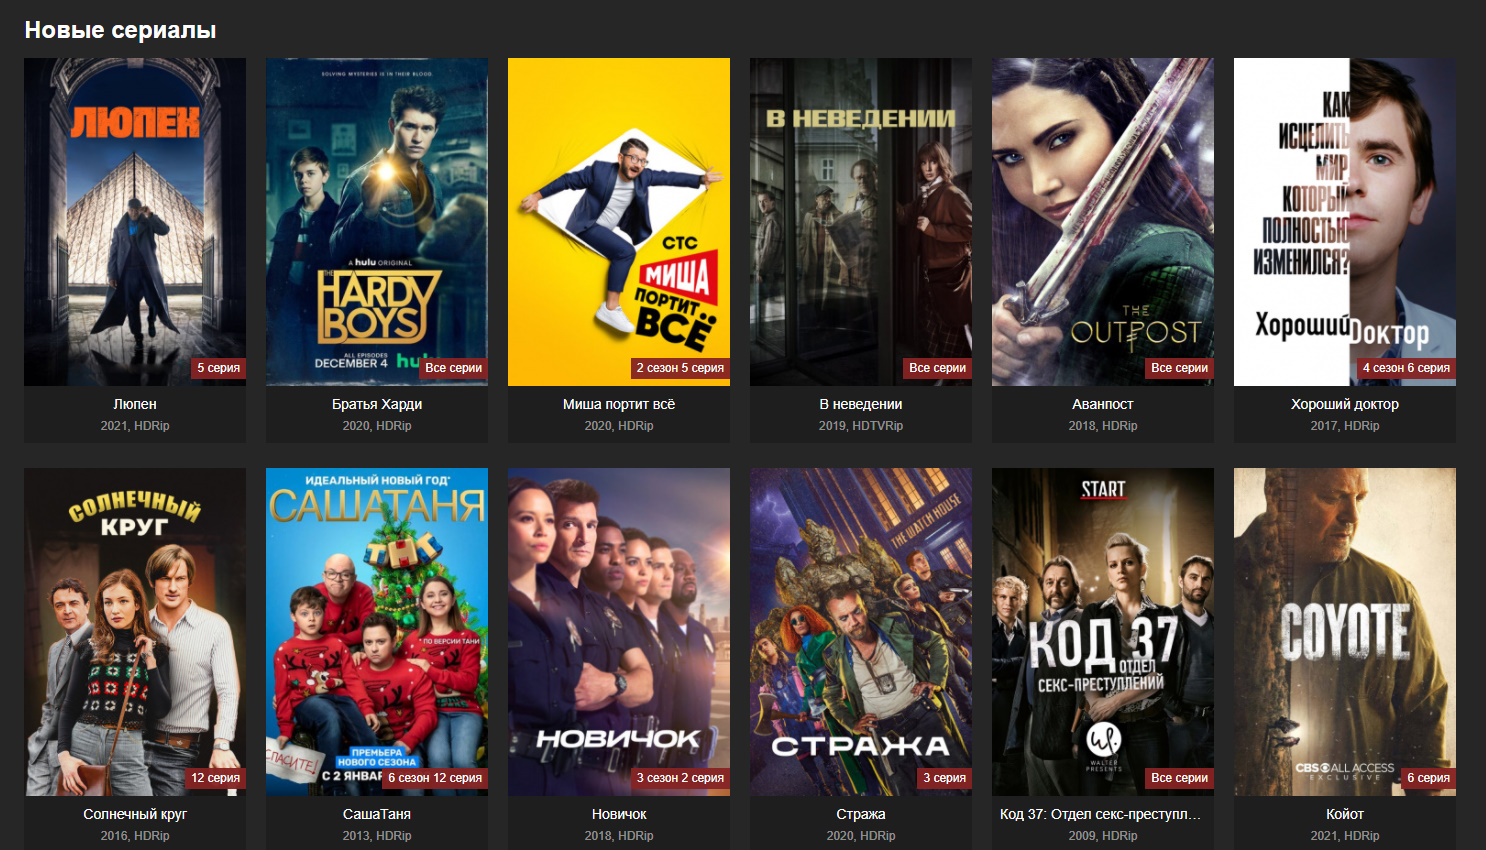 Новые сериалы
ЛЮПЕН
5 серия
Люпен
2021, HDRip
SOLVING MYSTERIES IS IN THEIR BLOOD.
A hulu ORIGINAL
THE
HARDY
BOYS
ALL EPISODES
DECEMBER 4 hulu
Все серии
Братья Харди
2020, HDRip
СТС
МИША
ПОРТИТ
ВСЁ
2 сезон 5 серия
Миша портит всё
2020, HDRip
В НЕВЕДЕНИИ
Все серии
В неведении
2019, HDTVRip
THE
OUTPOST
Все серии
Аванпост
2018, HDRip
КАК
ИСЦЕЛИТЬ
МИР,
КОТОРЫЙ
ПОЛНОСТЬЮ
ИЗМЕНИЛСЯ?
Хороший Доктор
4 сезон 6 серия
Хороший доктор
2017, HDRip
СОЛНЕЧНЫЙ
КРУГ
12 серия
Солнечный круг
2016, HDRip
ИДЕАЛЬНЫЙ НОВЫЙ ГОД*
САШАТАНЯ
ТНТ
*ПО ВЕРСИИ ТАНИ
СПАСИТЕ!
ПРЕМЬЕРА
НОВОГО СЕЗОНА
С 2 ЯНВАР
6 сезон 12 серия
СашаТаня
2013, HDRip
НОВИЧОК
3 сезон 2 серия
Новичок
2018, HDRip
THE WATCH HOUSE
СТРАЖА
3 серия
Стража
2020, HDRip
START
КОД 37
ОТДЕЛ
СЕКС-ПРЕСТУПЛЕНИЙ
WALTER
PRESENTS
Все серии
Код 37: Отдел секс-преступл...
2009, HDRip
COYOTE
CBS ALL ACCESS
EXCLUSIVE
6 серия
Койот
2021, HDRip